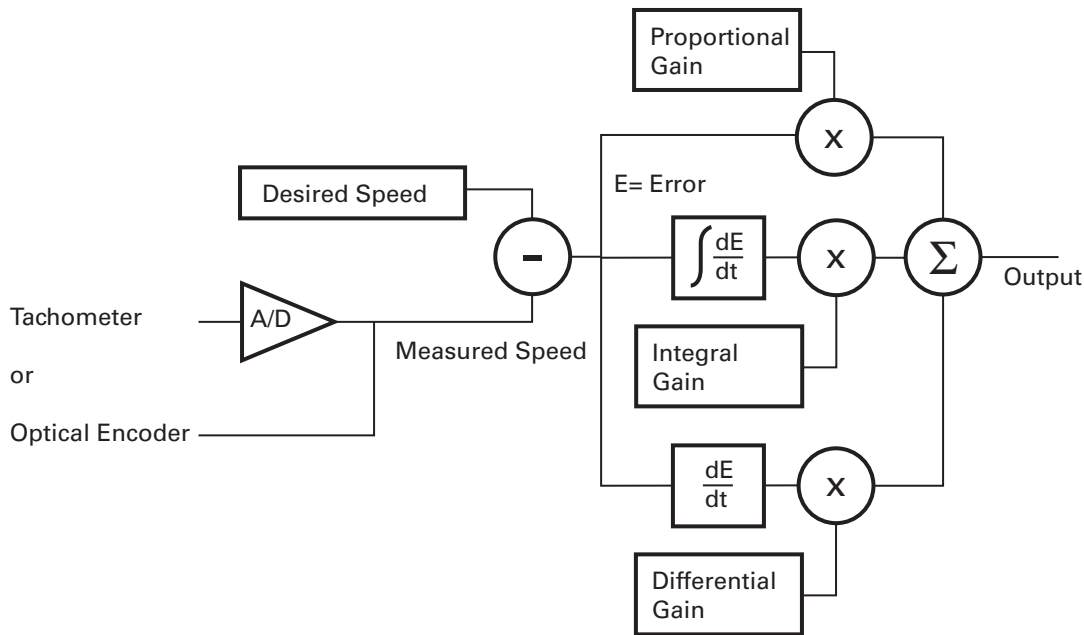 Proportional
Gain
X
Desired Speed
E= Error
-
∫ dE
dt
X
Σ
Output
Tachometer
A/D
or
Measured Speed
Integral
Gain
Optical Encoder
dE
dt
X
Differential
Gain